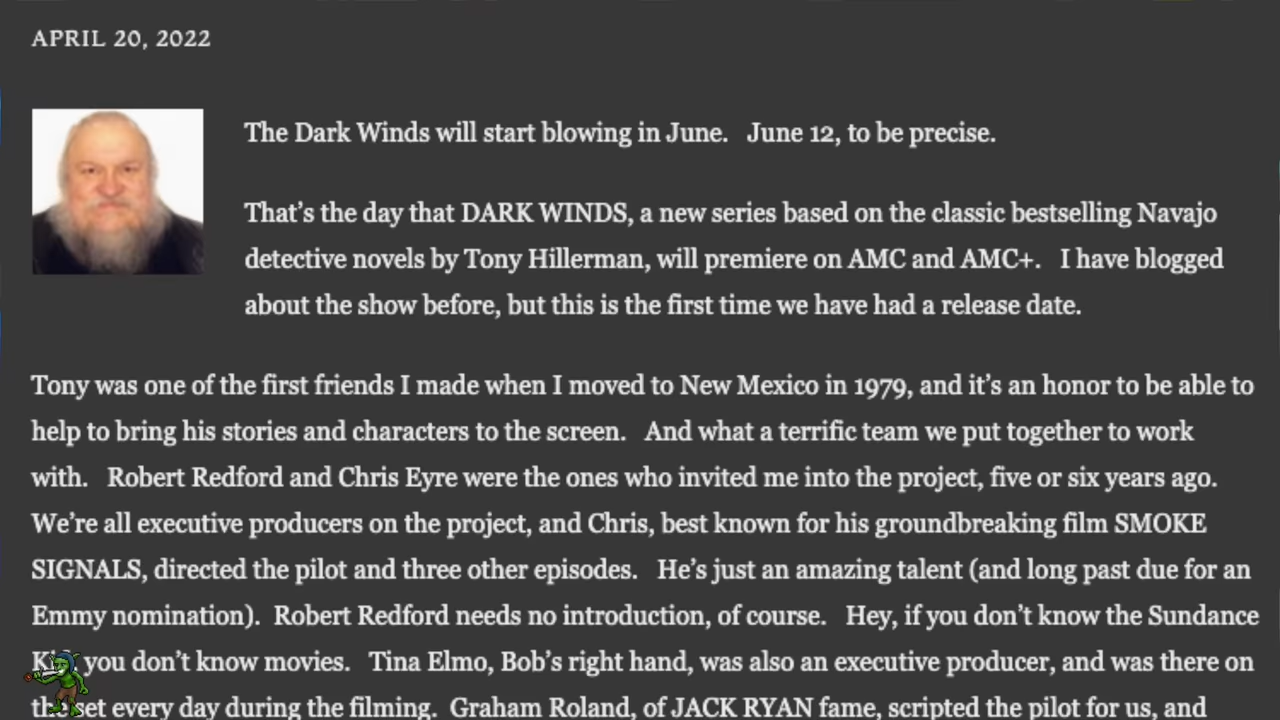 APRIL 20, 2022
The Dark Winds will start blowing in June. June 12, to be precise.
That's the day that DARK WINDS, a new series based on the classic bestselling Navajo
detective novels by Tony Hillerman, will premiere on AMC and AMC+. I have blogged
about the show before, but this is the first time we have had a release date.
Tony was one of the first friends I made when I moved to New Mexico in 1979, and it's an honor to be able to
help to bring his stories and characters to the screen. And what a terrific team we put together to work
with. Robert Redford and Chris Eyre were the ones who invited me into the project, five or six years ago.
We're all executive producers on the project, and Chris, best known for his groundbreaking film SMOKE
SIGNALS, directed the pilot and three other episodes. He's just an amazing talent (and long past due for an
Emmy nomination). Robert Redford needs no introduction, of course. Hey, if you don't know the Sundance
you don't know movies. Tina Elmo, Bob's right hand, was also an executive producer, and was there on
set every day during the filming. Graham Roland, of JACK RYAN fame, scripted the pilot for us, and